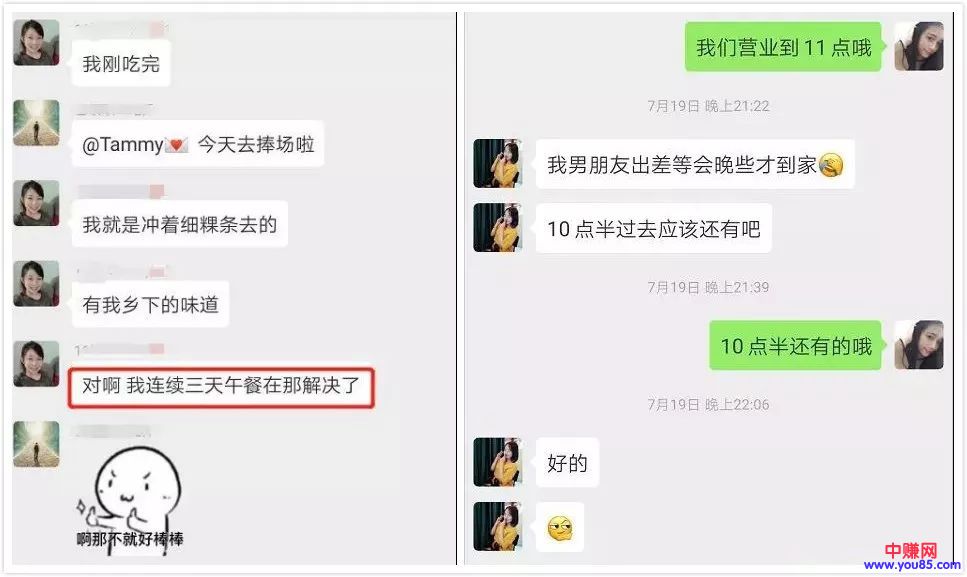 我刚吃完
@Tammy💌 今天去捧场啦
我就是冲着细粿条去的
有我乡下的味道
对啊 我连续三天午餐在那解决了
啊那不就好棒棒
我们营业到 11 点哦
7月19日 晚上21:22
我男朋友出差等会晚些才到家
10 点半过去应该还有吧
7月19日 晚上21:39
10 点半还有的哦
7月19日 晚上22:06
好的
中赚网
www.you85.com